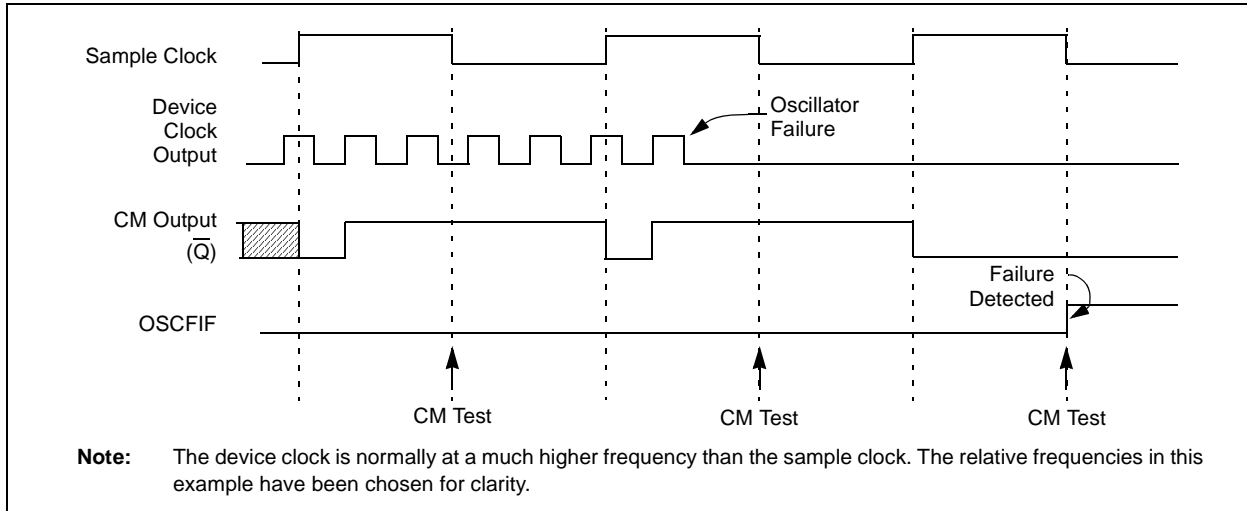 Sample Clock
Device
Clock
Output
Oscillator
Failure
CM Output
(Q̅)
Failure
Detected
OSCFIF
CM Test
CM Test
CM Test
Note: The device clock is normally at a much higher frequency than the sample clock. The relative frequencies in this
example have been chosen for clarity.